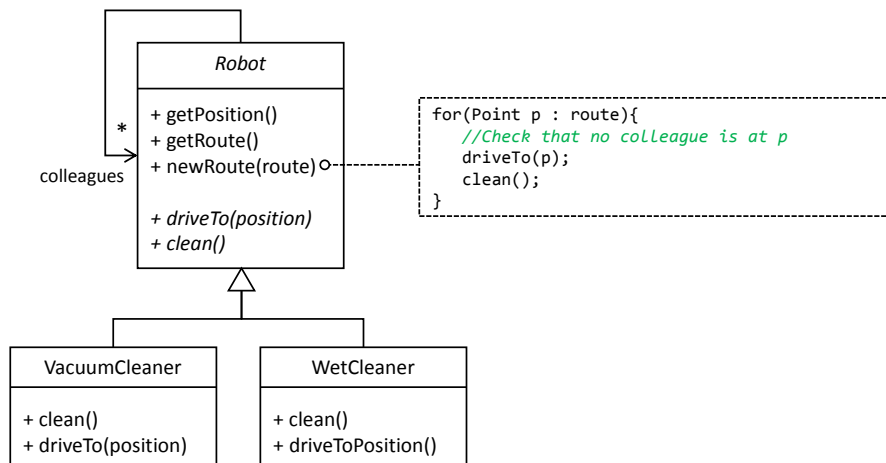 Robot
+ getPosition()
+ getRoute()
+ newRoute(route)
+ driveTo(position)
+ clean()
*
colleagues
for(Point p : route){
//Check that no colleague is at p
driveTo(p);
clean();
}
VacuumCleaner
+ clean()
+ driveTo(position)
WetCleaner
+ clean()
+ driveToPosition()